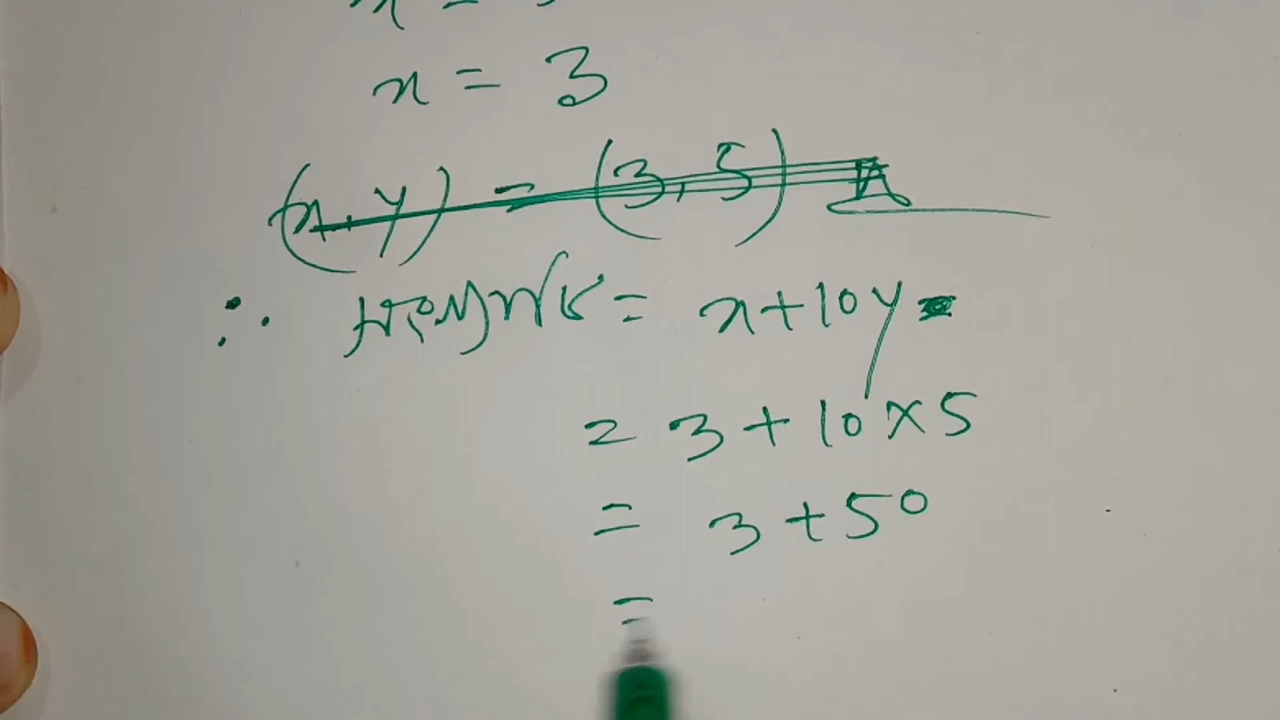 x = 3
(x, y) = (3, 5)
∴ সংখ্যাটি = x+10y
= 3 + 10 × 5
= 3 + 50
=